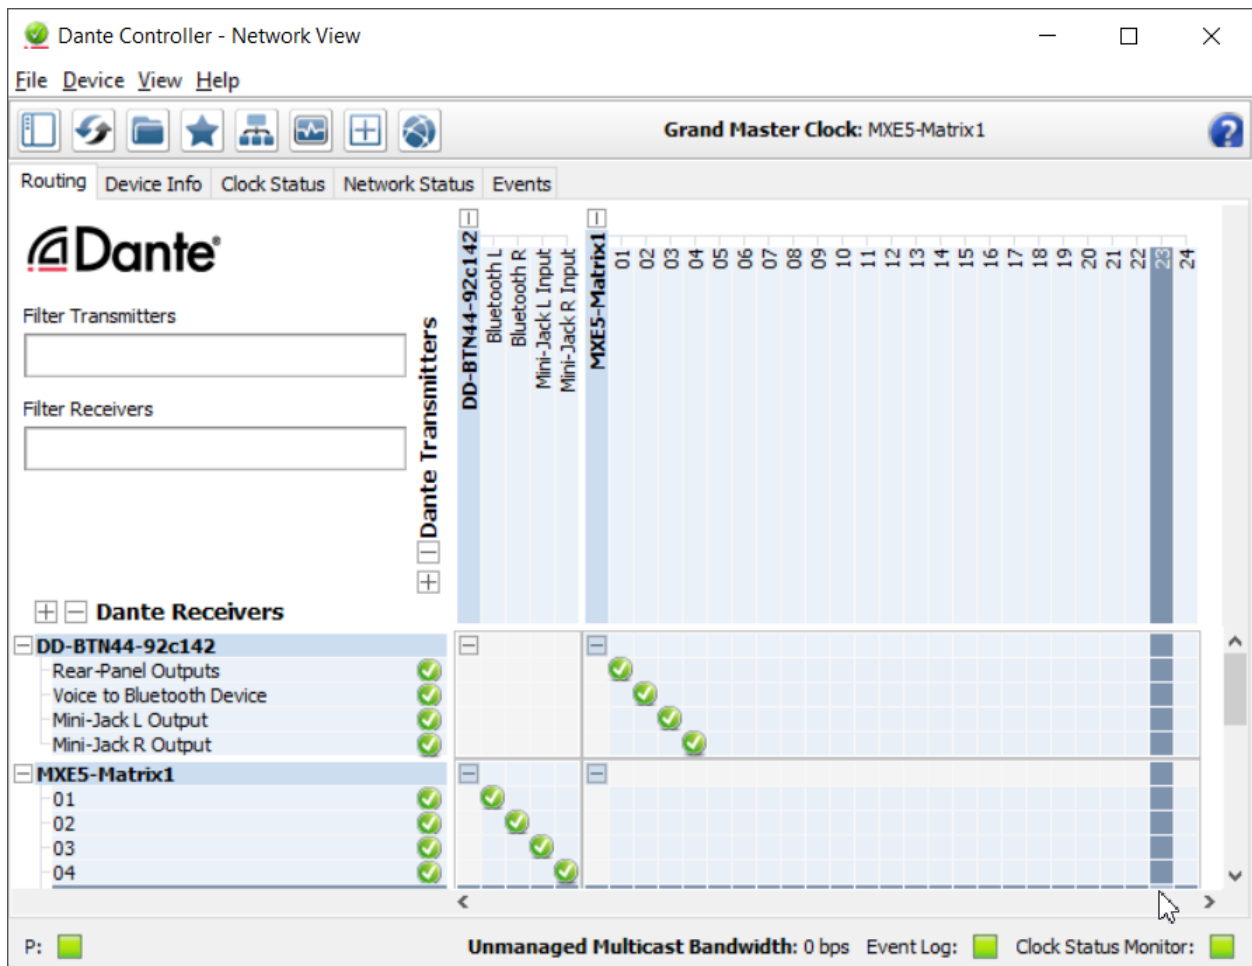 Dante Controller - Network View
File Device View Help
Grand Master Clock: MXE5-Matrix1
?
Routing Device Info Clock Status Network Status Events
Dante®
Filter Transmitters
Filter Receivers
Dante Transmitters
DD-BTN44-92c142
Bluetooth L
Bluetooth R
Mini-Jack L Input
Mini-Jack R Input
MXE5-Matrix1
01
02
03
04
05
06
07
08
09
10
11
12
13
14
15
16
17
18
19
20
21
22
23
24
Dante Receivers
DD-BTN44-92c142
Rear-Panel Outputs
Voice to Bluetooth Device
Mini-Jack L Output
Mini-Jack R Output
MXE5-Matrix1
01
02
03
04
P: Unmanaged Multicast Bandwidth: 0 bps Event Log: Clock Status Monitor: